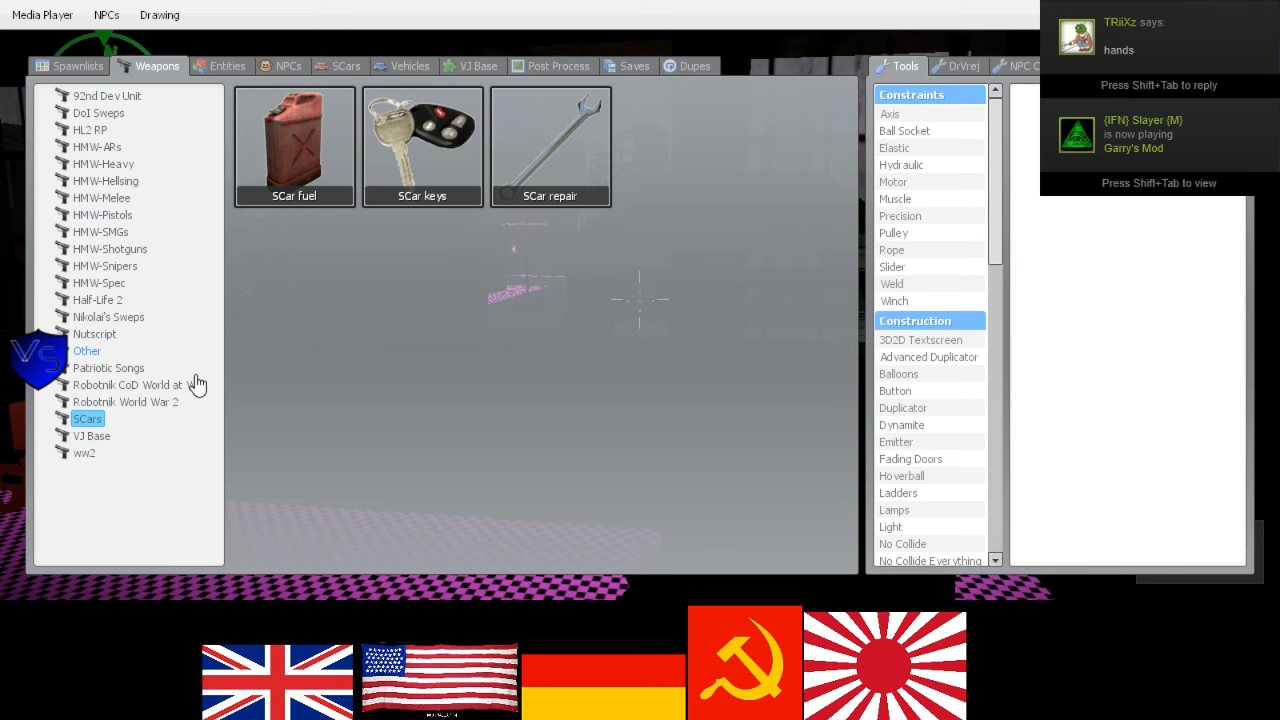 Media Player NPCs Drawing
TRiiXz says:
hands
Press Shift+Tab to reply
{IFN} Slayer {M}
is now playing
Garry's Mod
Press Shift+Tab to view
N
Spawnlists Weapons Entities NPCs SCars Vehicles VJ Base Post Process Saves Dupes
92nd Dev Unit
DoI Sweps
HL2 RP
HMW-ARs
HMW-Heavy
HMW-Hellsing
HMW-Melee
HMW-Pistols
HMW-SMGs
HMW-Shotguns
HMW-Snipers
HMW-Spec
Half-Life 2
Nikolai's Sweps
Nutscript
Other
Patriotic Songs
Robotnik CoD World at W
Robotnik World War 2
SCars
VJ Base
ww2
VS
SCar fuel
SCar keys
SCar repair
Tools DrVrej NPC C
Constraints
Axis
Ball Socket
Elastic
Hydraulic
Motor
Muscle
Precision
Pulley
Rope
Slider
Weld
Winch
Construction
3D2D Textscreen
Advanced Duplicator
Balloons
Button
Duplicator
Dynamite
Emitter
Fading Doors
Hoverball
Ladders
Lamps
Light
No Collide
No Collide Everything